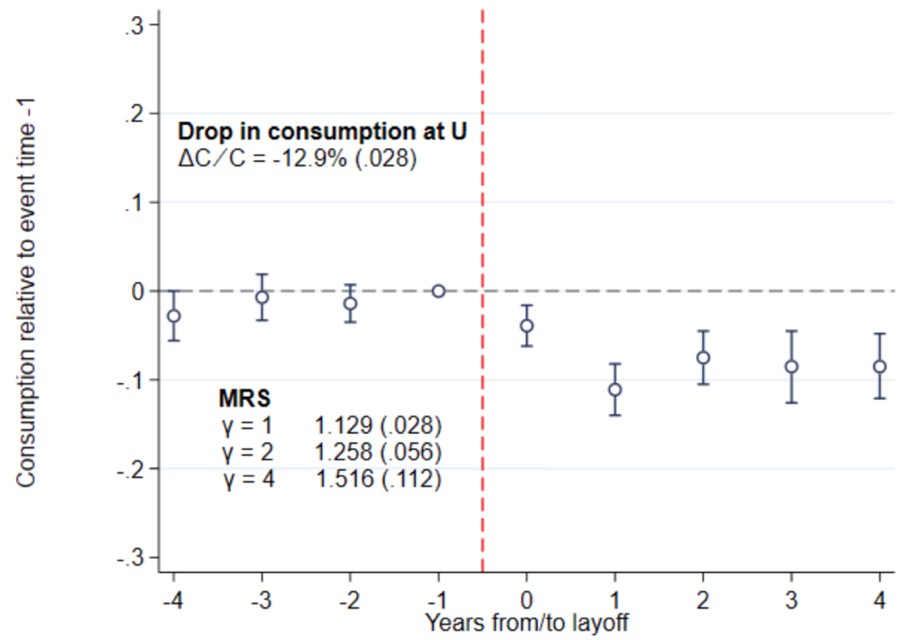 Consumption relative to event time -1
.3
.2
.1
0
-.1
-.2
-.3
Drop in consumption at U
ΔC/C = -12.9% (.028)
MRS
γ = 1 1.129 (.028)
γ = 2 1.258 (.056)
γ = 4 1.516 (.112)
-4 -3 -2 -1 0 1 2 3 4
Years from/to layoff